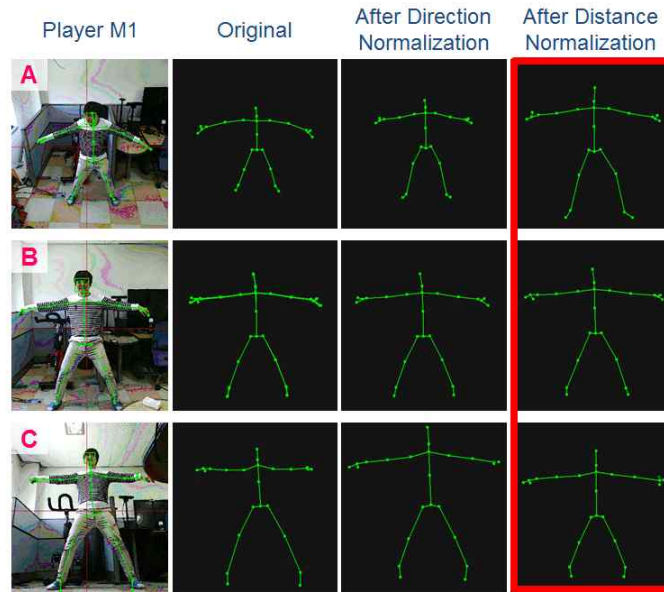 Player M1
Original
After Direction
Normalization
After Distance
Normalization
A
B
C